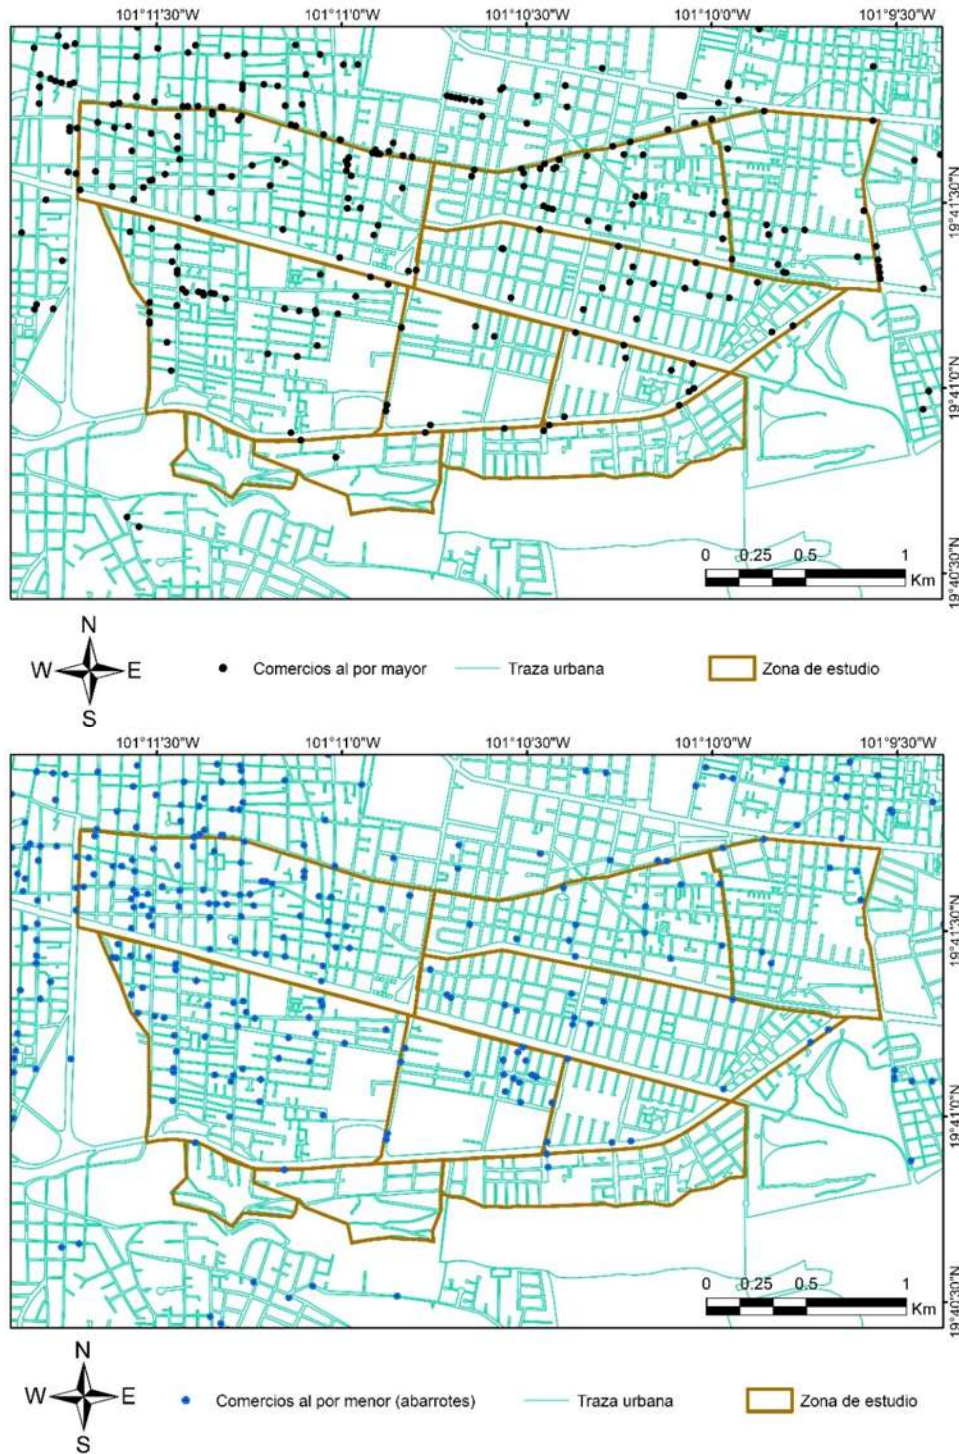 101°11'30"W 101°11'0"W 101°10'30"W 101°10'0"W 101°9'30"W
19°41'30"N
19°41'0"N
19°40'30"N
0 0.25 0.5 1
Km
N
W E
S
Comercios al por mayor Traza urbana Zona de estudio
101°11'30"W 101°11'0"W 101°10'30"W 101°10'0"W 101°9'30"W
19°41'30"N
19°41'0"N
19°40'30"N
0 0.25 0.5 1
Km
N
W E
S
Comercios al por menor (abarrotes) Traza urbana Zona de estudio